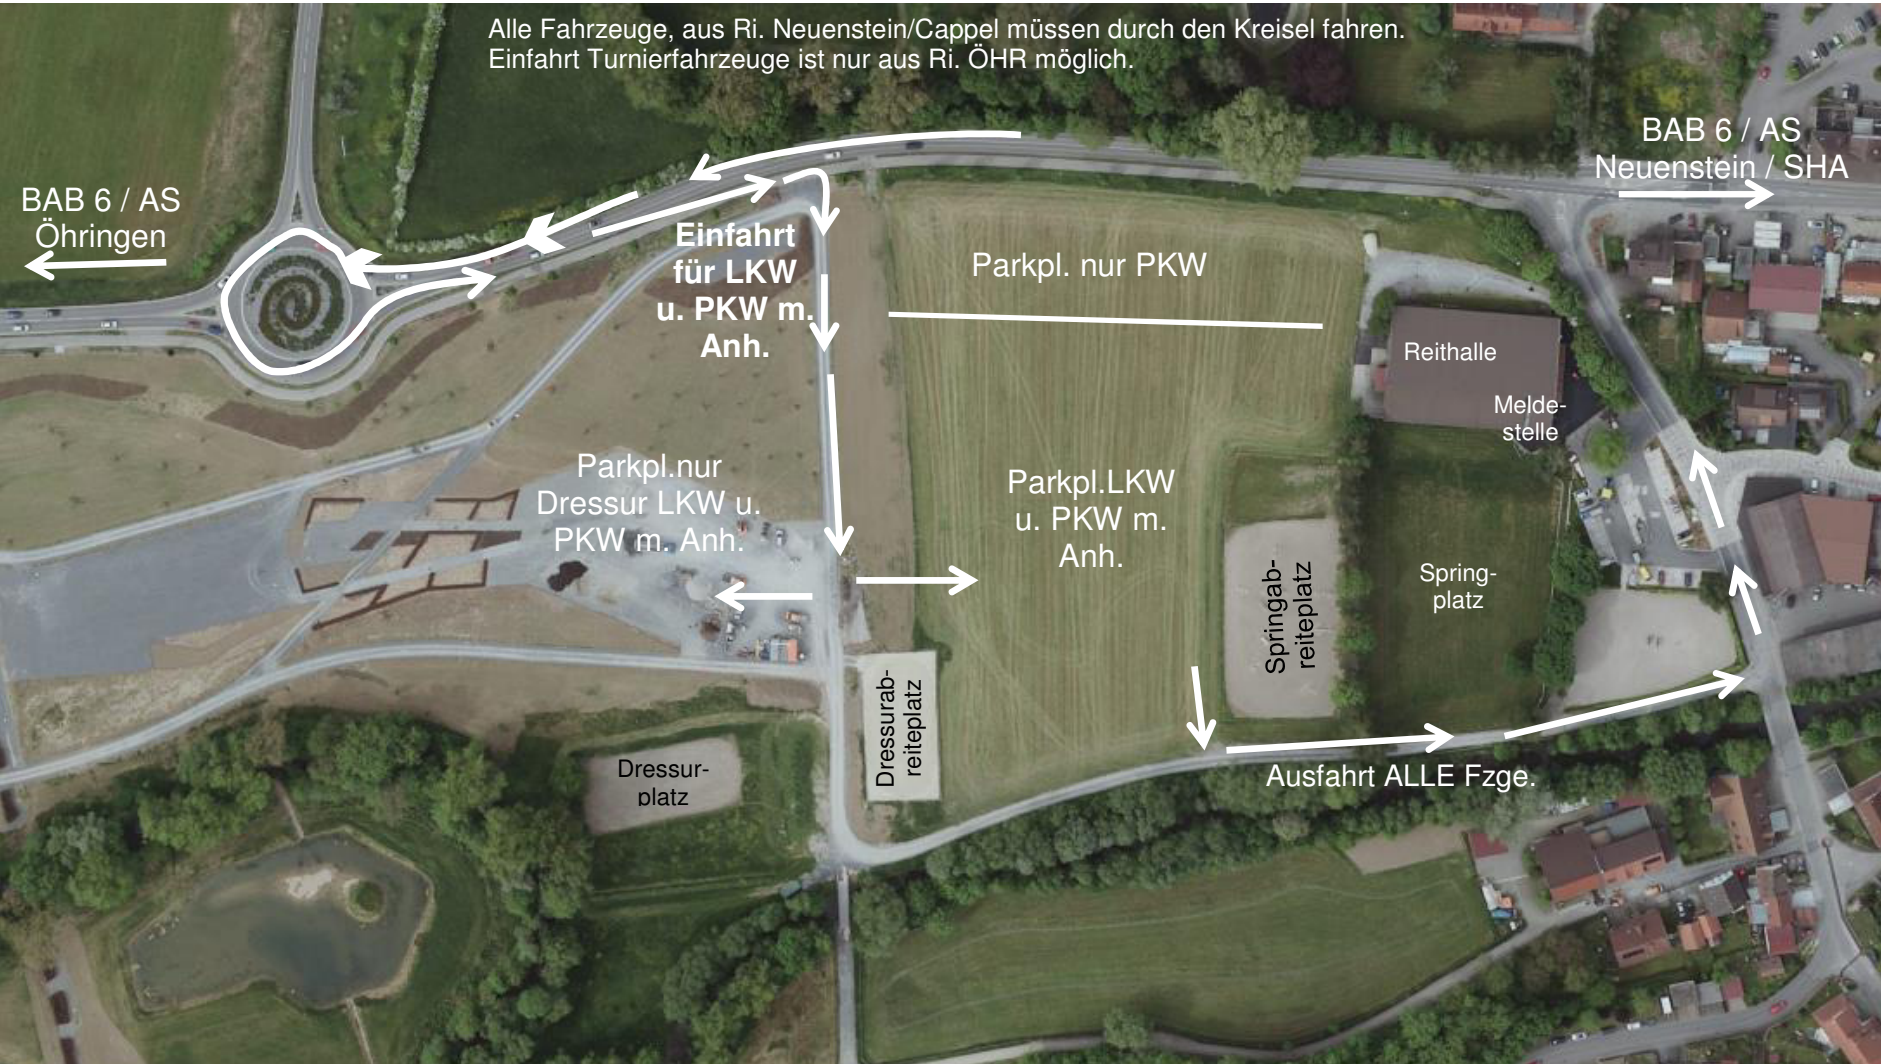 Alle Fahrzeuge, aus Ri. Neuenstein/Cappel müssen durch den Kreisel fahren.
Einfahrt Turnierfahrzeuge ist nur aus Ri. ÖHR möglich.
BAB 6 / AS
Neuenstein / SHA
BAB 6 / AS
Öhringen
Einfahrt
für LKW
u. PKW m.
Anh.
Parkpl. nur PKW
Reithalle
Melde-
stelle
Parkpl.nur
Dressur LKW u.
PKW m. Anh.
Parkpl.LKW
u. PKW m.
Anh.
Springab-
reiteplatz
Spring-
platz
Dressurab-
reiteplatz
Dressur-
platz
Ausfahrt ALLE Fzge.